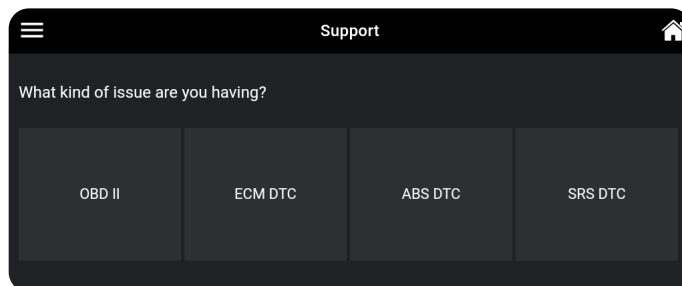 Support
What kind of issue are you having?
OBD II
ECM DTC
ABS DTC
SRS DTC